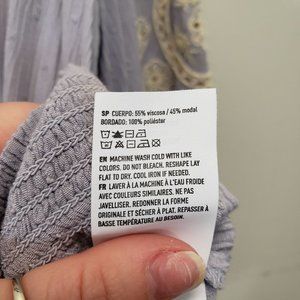 SP CUERPO: 55% viscosa / 45% modal
BORDADO: 100% poliéster
EN MACHINE WASH COLD WITH LIKE
COLORS. DO NOT BLEACH. RESHAPE LAY
FLAT TO DRY. COOL IRON IF NEEDED.
FR LAVER À LA MACHINE À L'EAU FROIDE
AVEC COULEURS SIMILAIRES. NE PAS
JAVELLISER. REDONNER LA FORME
ORIGINALE ET SÉCHER À PLAT. REPASSER À
BASSE TEMPÉRATURE AU BESOIN.